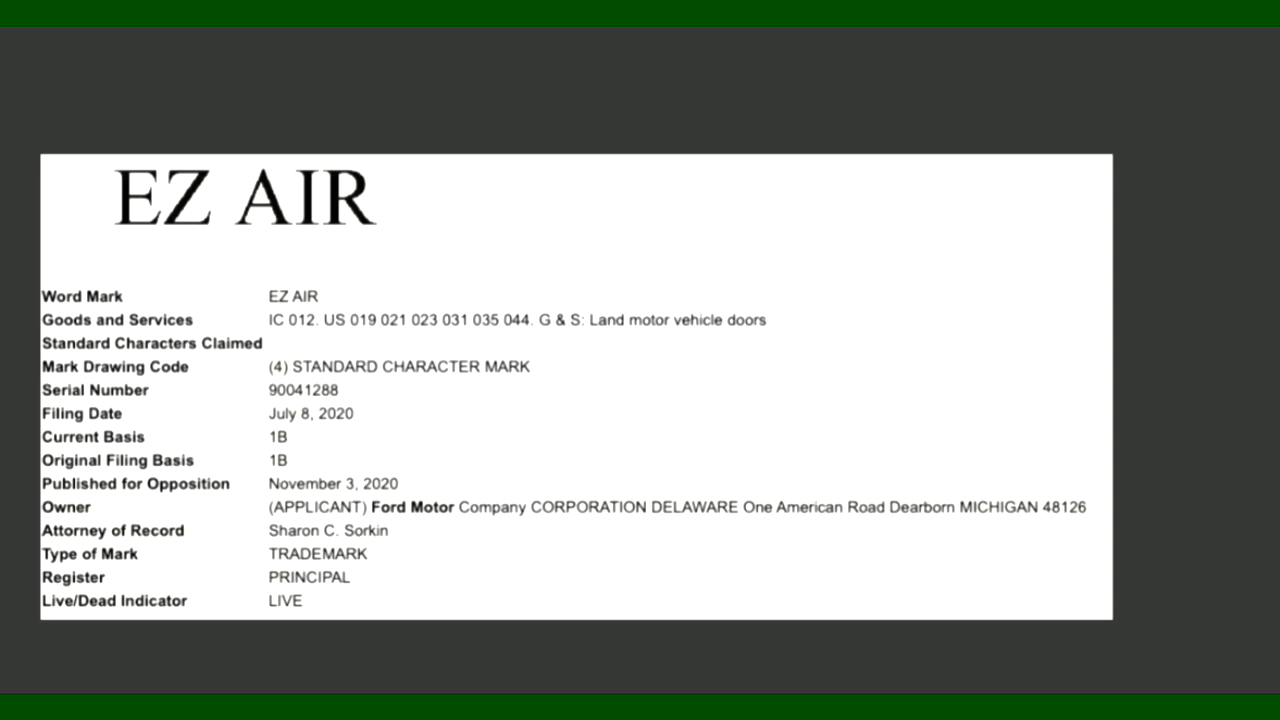 EZ AIR
Word Mark EZ AIR
Goods and Services IC 012. US 019 021 023 031 035 044. G & S: Land motor vehicle doors
Standard Characters Claimed
Mark Drawing Code (4) STANDARD CHARACTER MARK
Serial Number 90041288
Filing Date July 8, 2020
Current Basis 1B
Original Filing Basis 1B
Published for Opposition November 3, 2020
Owner (APPLICANT) Ford Motor Company CORPORATION DELAWARE One American Road Dearborn MICHIGAN 48126
Attorney of Record Sharon C. Sorkin
Type of Mark TRADEMARK
Register PRINCIPAL
Live/Dead Indicator LIVE